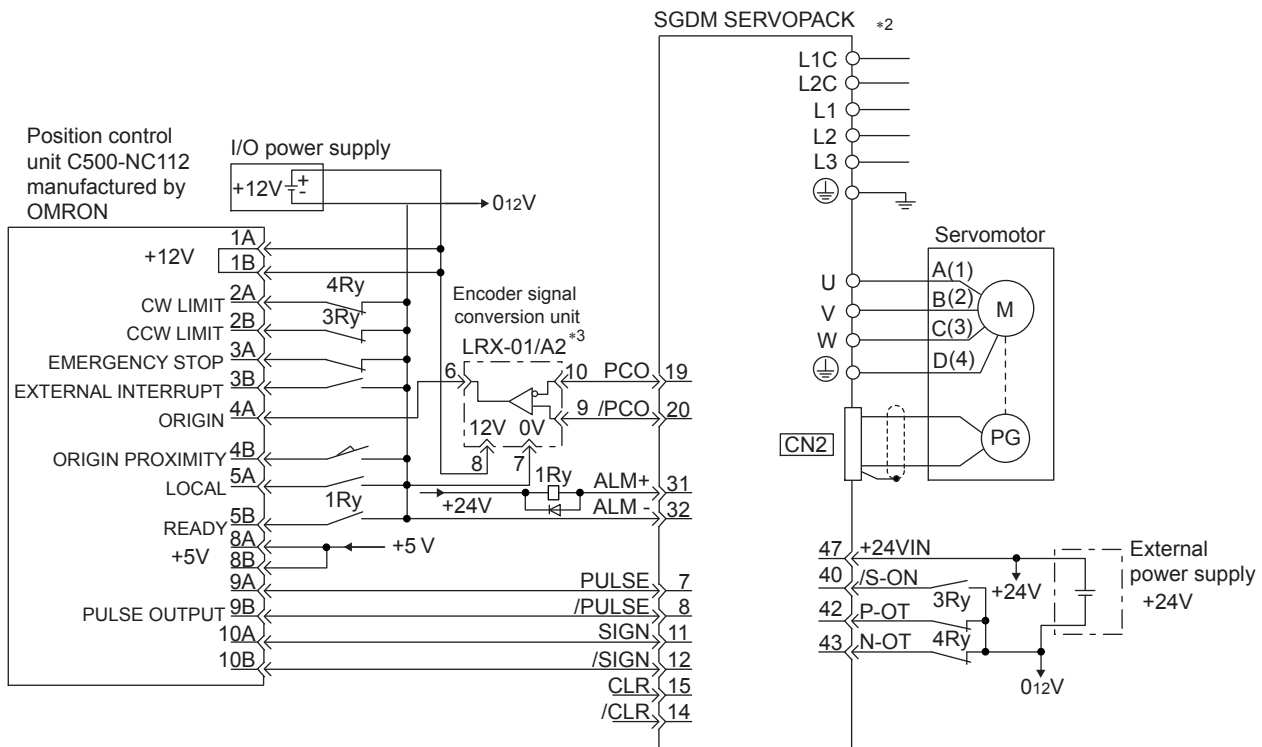 SGDM SERVOPACK *2
L1C
L2C
L1
L2
L3
Position control
unit C500-NC112
manufactured by
OMRON
I/O power supply
+12V
+
-
012V
1A
+12V
1B
2A
CW LIMIT
4Ry
2B
CCW LIMIT
3Ry
3A
EMERGENCY STOP
3B
EXTERNAL INTERRUPT
4A
ORIGIN
4B
ORIGIN PROXIMITY
5A
LOCAL
5B
READY
1Ry
8A
+5V
+5 V
8B
9A
PULSE OUTPUT
9B
10A
10B
Encoder signal
conversion unit
LRX-01/A2 *3
6
10 PCO 19
9 /PCO 20
12V 0V
8 7
1Ry
ALM+ 31
+24V
ALM - 32
PULSE 7
/PULSE 8
SIGN 11
/SIGN 12
CLR 15
/CLR 14
Servomotor
U
A(1)
V
B(2)
M
W
C(3)
D(4)
CN2
PG
47 +24VIN
40 /S-ON
3Ry
+24V
42 P-OT
43 N-OT
4Ry
012V
External
power supply
+24V